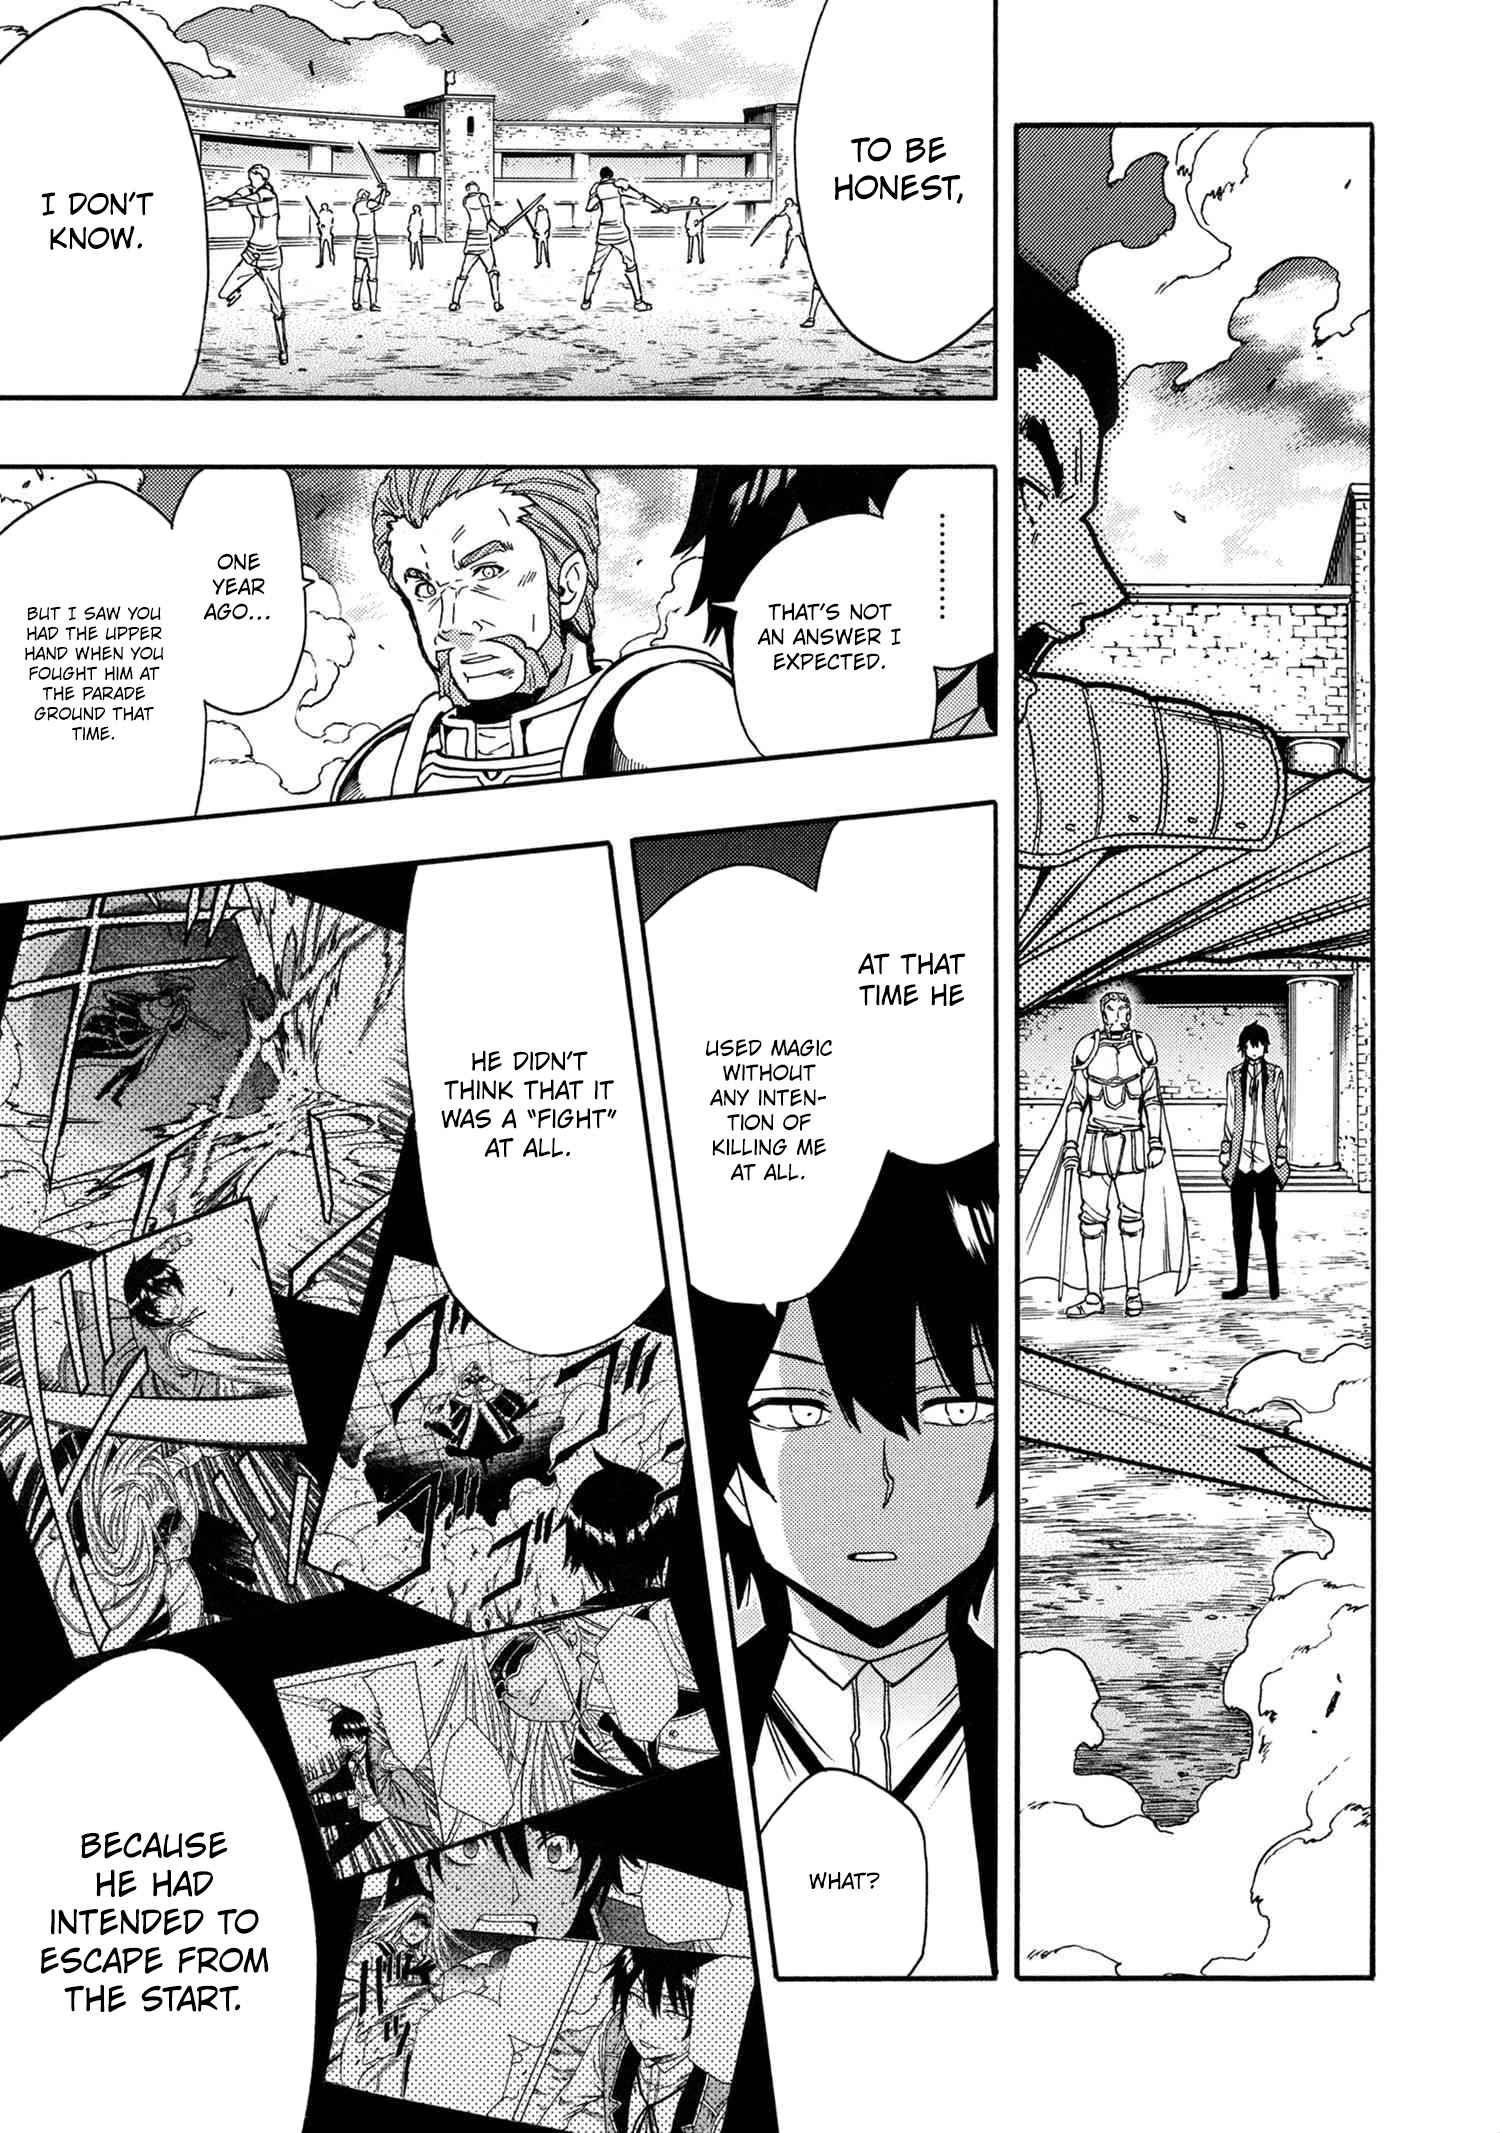 TO BE
HONEST,
I DON'T
KNOW.
..........
THAT'S NOT
AN ANSWER I
EXPECTED.
ONE
YEAR
AGO...
BUT I SAW YOU
HAD THE UPPER
HAND WHEN YOU
FOUGHT HIM AT
THE PARADE
GROUND THAT
TIME.
AT THAT
TIME HE
USED MAGIC
WITHOUT
ANY INTEN-
TION OF
KILLING ME
AT ALL.
WHAT?
HE DIDN'T
THINK THAT IT
WAS A "FIGHT"
AT ALL.
BECAUSE
HE HAD
INTENDED TO
ESCAPE FROM
THE START.